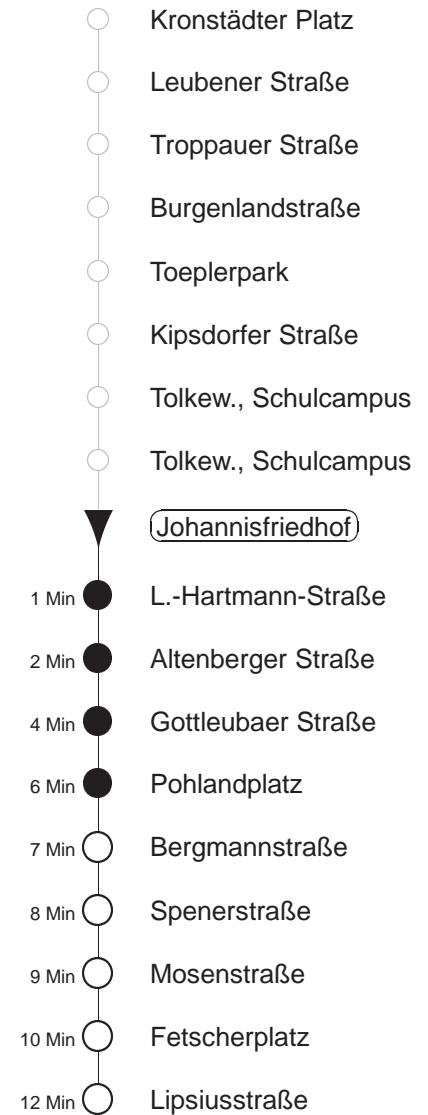 Kronstädter Platz
Leubener Straße
Troppauer Straße
Burgenlandstraße
Toeplerpark
Kipsdorfer Straße
Tolkew., Schulcampus
Tolkew., Schulcampus
Johannisfriedhof
1 Min L.-Hartmann-Straße
2 Min Altenberger Straße
4 Min Gottleubaer Straße
6 Min Pohlandplatz
7 Min Bergmannstraße
8 Min Spenerstraße
9 Min Mosenstraße
10 Min Fetscherplatz
12 Min Lipsiusstraße